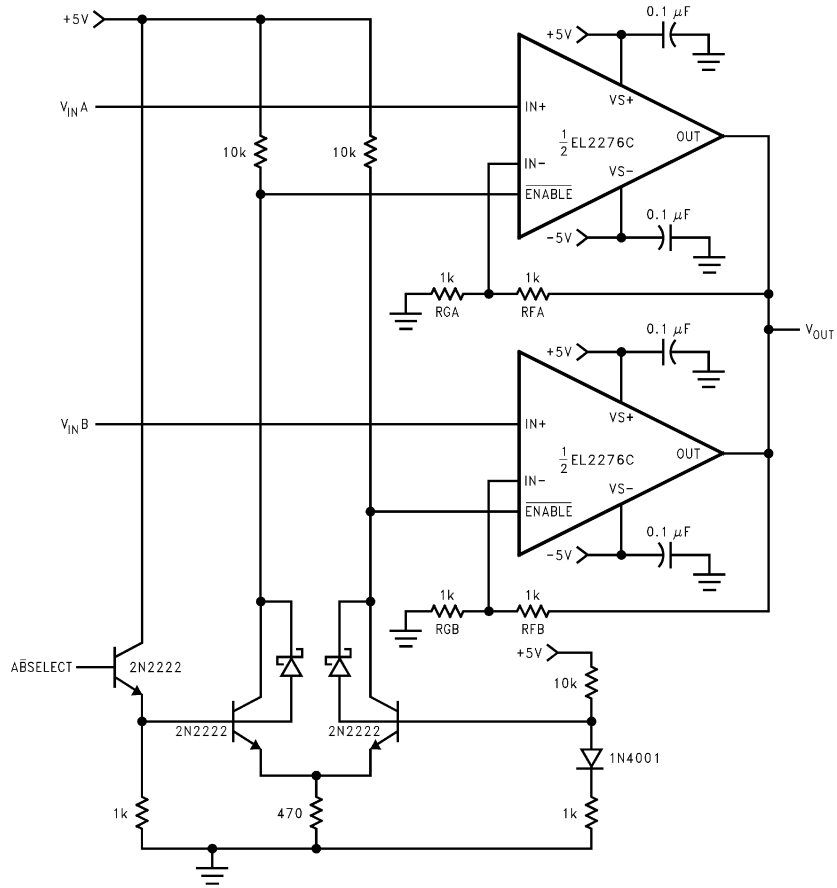 +5V
0.1 μF
+5V
VS+
V_IN A
IN+
10k
10k
½ EL2276C
OUT
IN-
VS-
E̅N̅A̅B̅L̅E̅
0.1 μF
-5V
1k
1k
RGA
RFA
0.1 μF
V_OUT
+5V
VS+
V_IN B
IN+
½ EL2276C
OUT
IN-
VS-
E̅N̅A̅B̅L̅E̅
0.1 μF
-5V
1k
1k
RGB
RFB
+5V
AB̅SELECT
2N2222
10k
2N2222
2N2222
1N4001
1k
470
1k